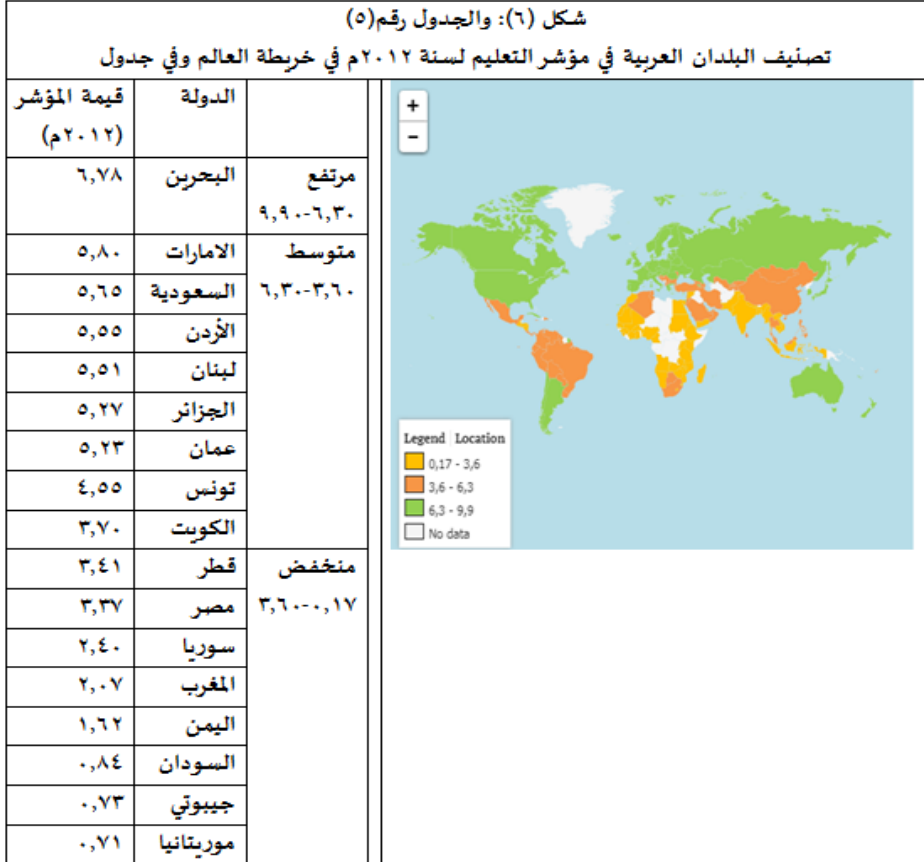 شكل (٦): والجدول رقم(٥)
تصنيف البلدان العربية في مؤشر التعليم لسنة ٢٠١٢م في خريطة العالم وفي جدول
الدولة قيمة المؤشر
(٢٠١٢م)
مرتفع البحرين ٦,٧٨
٦,٣٠-٩,٩٠
متوسط الامارات ٥,٨٠
٣,٦٠-٦,٣٠ السعودية ٥,٦٥
الأردن ٥,٥٥
لبنان ٥,٥١
الجزائر ٥,٢٧
عمان ٥,٢٣
تونس ٤,٥٥
الكويت ٣,٧٠
منخفض قطر ٣,٤١
٠,١٧-٣,٦٠ مصر ٣,٣٧
سوريا ٢,٤٠
المغرب ٢,٠٧
اليمن ١,٦٢
السودان ٠,٨٤
جيبوتي ٠,٧٣
موريتانيا ٠,٧١
+
-
Legend Location
0,17 - 3,6
3,6 - 6,3
6,3 - 9,9
No data